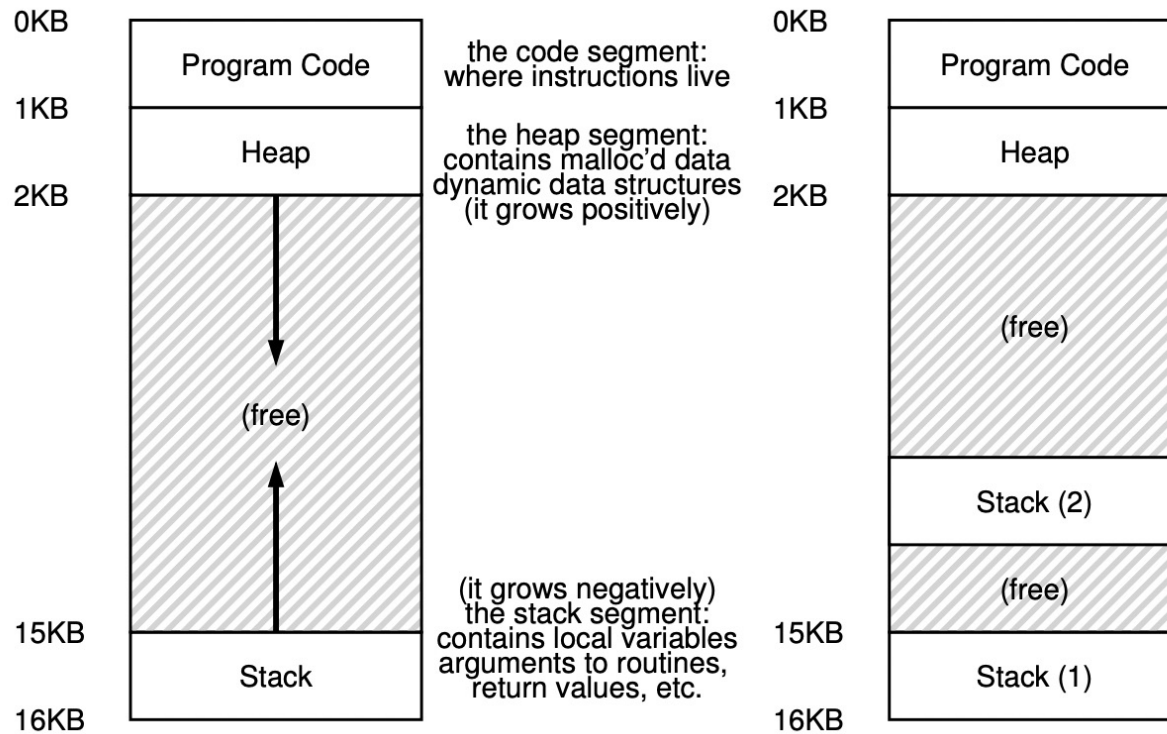 0KB
Program Code
the code segment:
where instructions live
1KB
Heap
the heap segment:
contains malloc'd data
dynamic data structures
(it grows positively)
2KB
(free)
(it grows negatively)
the stack segment:
contains local variables
arguments to routines,
return values, etc.
15KB
Stack
16KB
0KB
Program Code
1KB
Heap
2KB
(free)
Stack (2)
(free)
15KB
Stack (1)
16KB